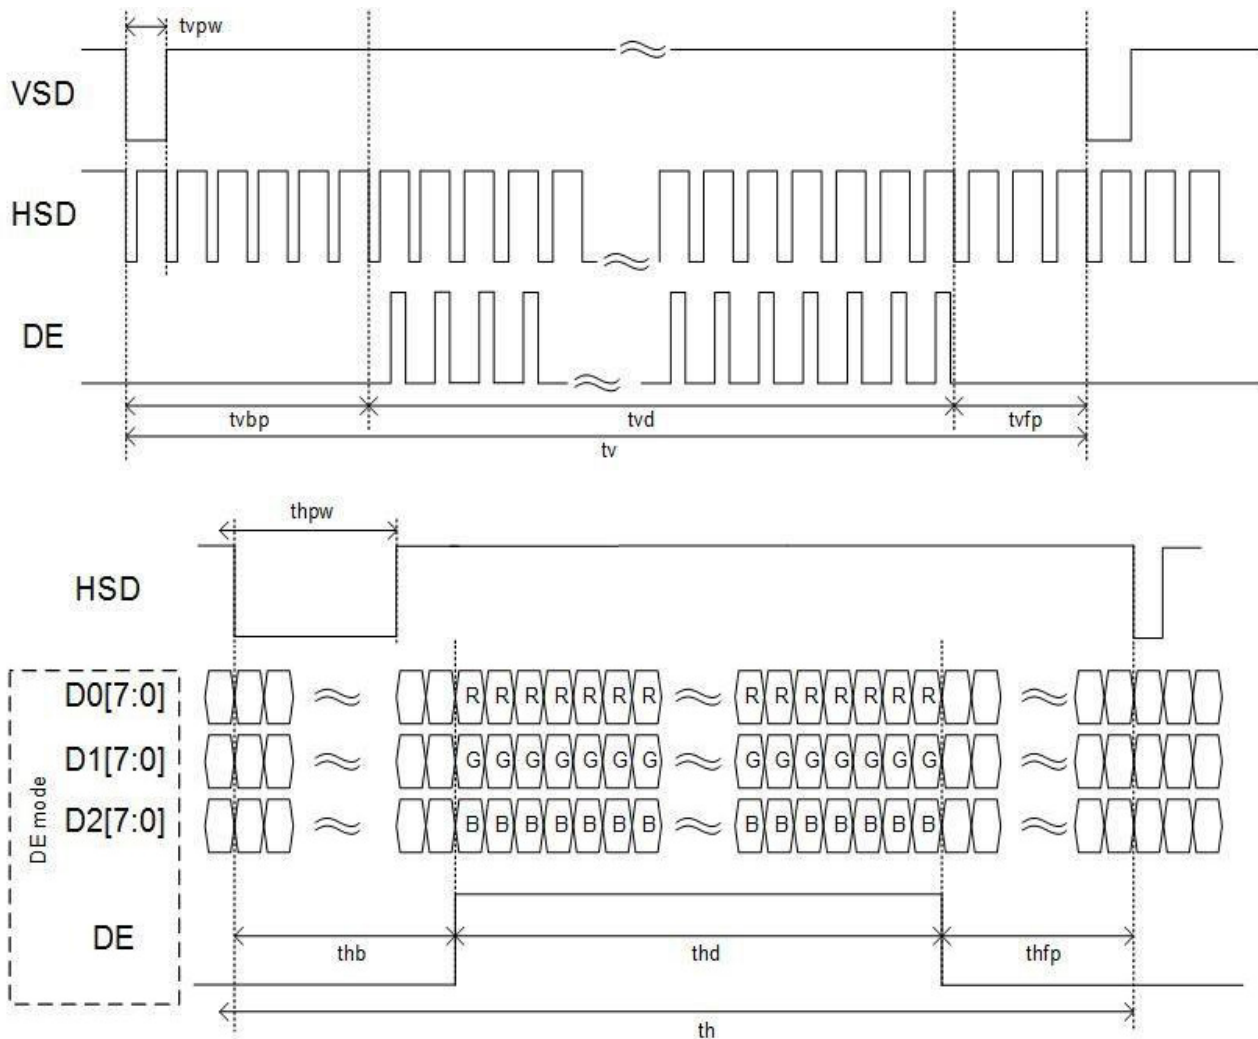 tvpw
VSD
HSD
DE
tvbp tvd tvfp
tv
thpw
HSD
D0[7:0] R R R R R R R R R R R R R R
D1[7:0] G G G G G G G G G G G G G G
D2[7:0] B B B B B B B B B B B B B B
DE mode
DE
thb thd thfp
th